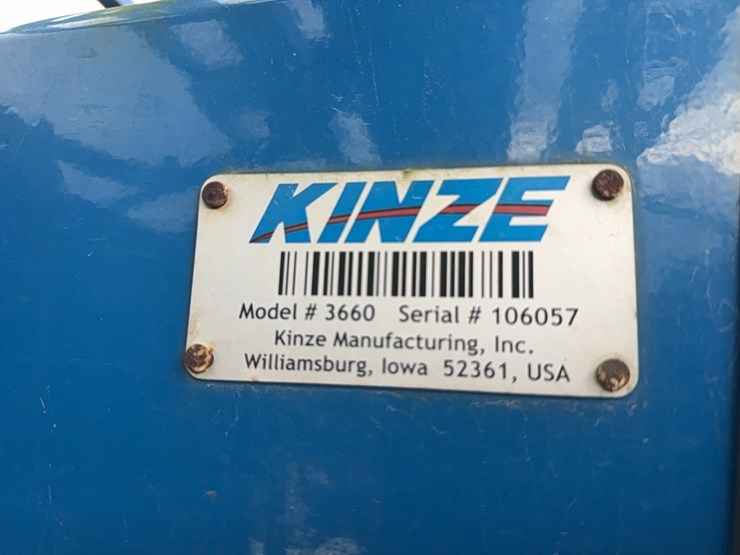 KINZE
Model # 3660 Serial # 106057
Kinze Manufacturing, Inc.
Williamsburg, Iowa 52361, USA